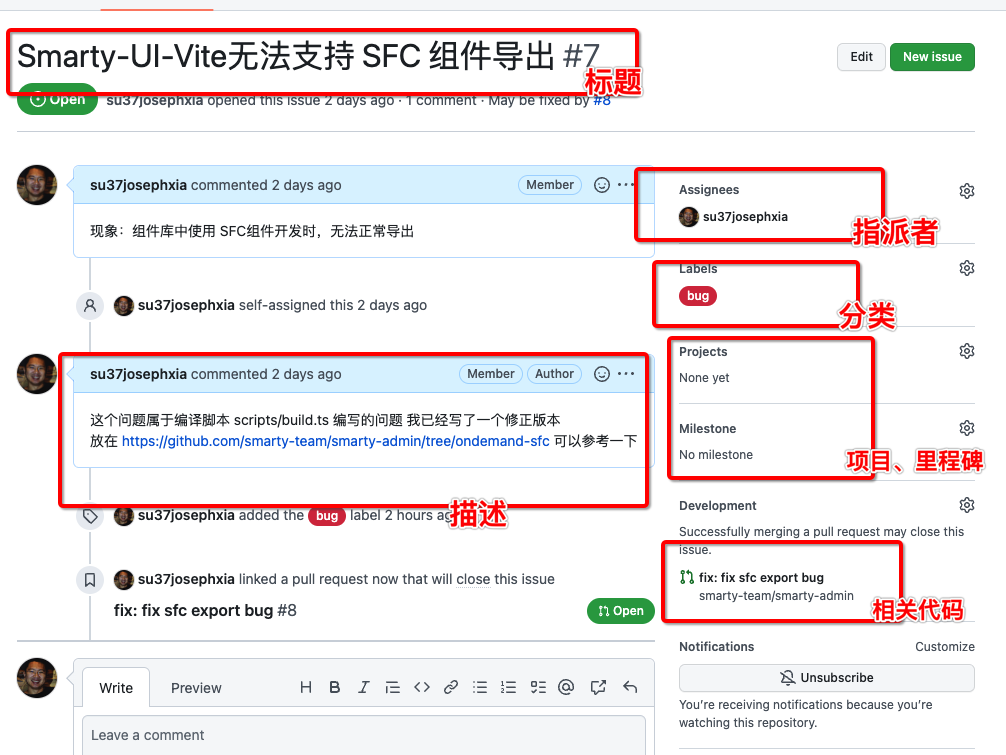 Smarty-UI-Vite无法支持 SFC 组件导出 #7
标题
Edit
New issue
Open
su37josephxia opened this issue 2 days ago · 1 comment · May be fixed by #8
su37josephxia commented 2 days ago
Member
现象：组件库中使用 SFC组件开发时，无法正常导出
su37josephxia self-assigned this 2 days ago
su37josephxia commented 2 days ago
Member
Author
这个问题属于编译脚本 scripts/build.ts 编写的问题 我已经写了一个修正版本
放在 https://github.com/smarty-team/smarty-admin/tree/ondemand-sfc 可以参考一下
描述
su37josephxia added the bug label 2 hours ag
su37josephxia linked a pull request now that will close this issue
fix: fix sfc export bug #8
Open
Write
Preview
Leave a comment
Assignees
su37josephxia
指派者
Labels
bug
分类
Projects
None yet
Milestone
No milestone
项目、里程碑
Development
Successfully merging a pull request may close this
issue.
fix: fix sfc export bug
smarty-team/smarty-admin
相关代码
Notifications
Customize
Unsubscribe
You're receiving notifications because you're
watching this repository.